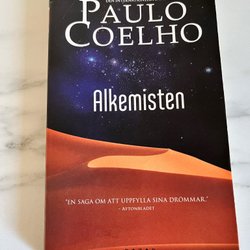 PAULO
COELHO
Alkemisten
"EN SAGA OM ATT UPPFYLLA SINA DRÖMMAR."
- AFTONBLADET